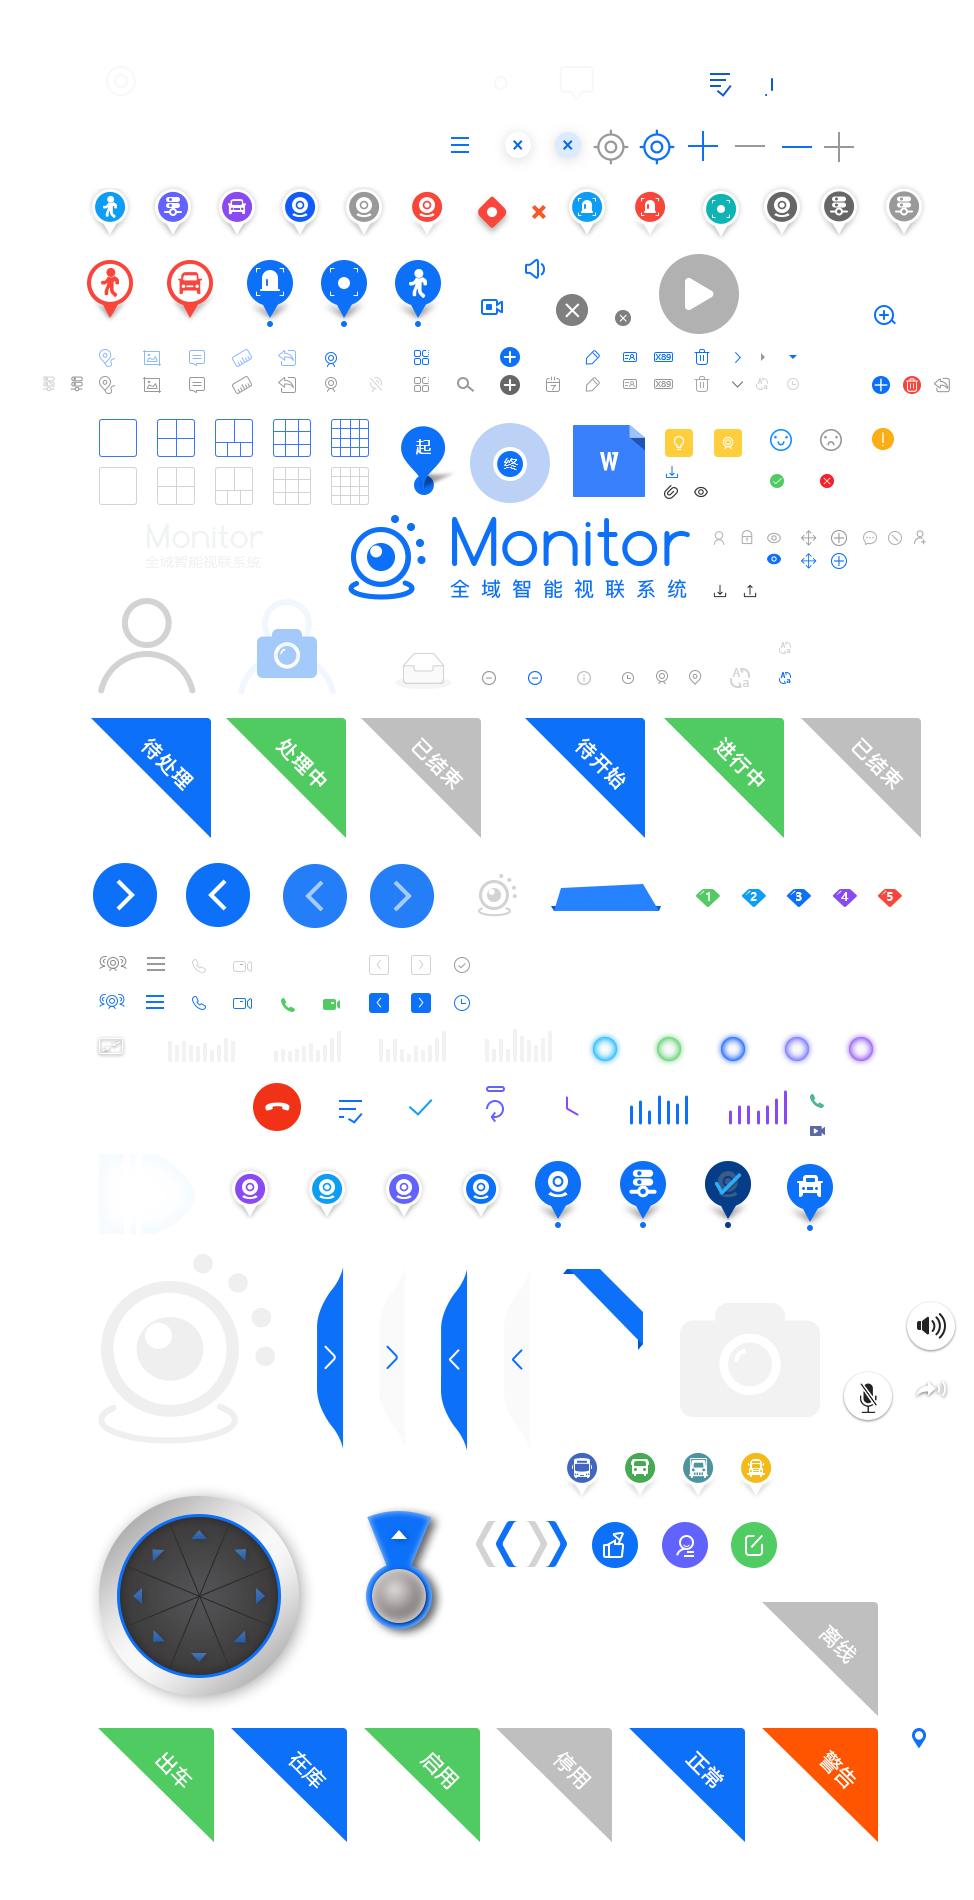 X89
X89
7
起
终
W
Monitor
全域智能视联系统
Monitor
全域智能视联系统
A a
A a
A a
A a
待处理
处理中
已结束
待开始
进行中
已结束
1
2
3
4
5
离线
出车
在库
启用
停用
正常
警告